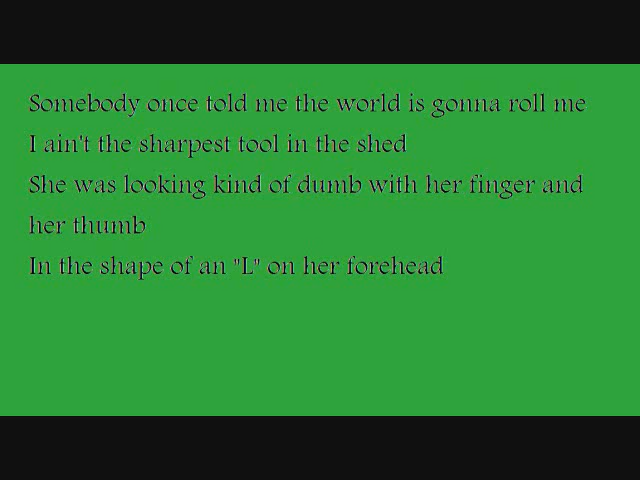 Somebody once told me the world is gonna roll me
I ain't the sharpest tool in the shed
She was looking kind of dumb with her finger and
her thumb
In the shape of an "L" on her forehead